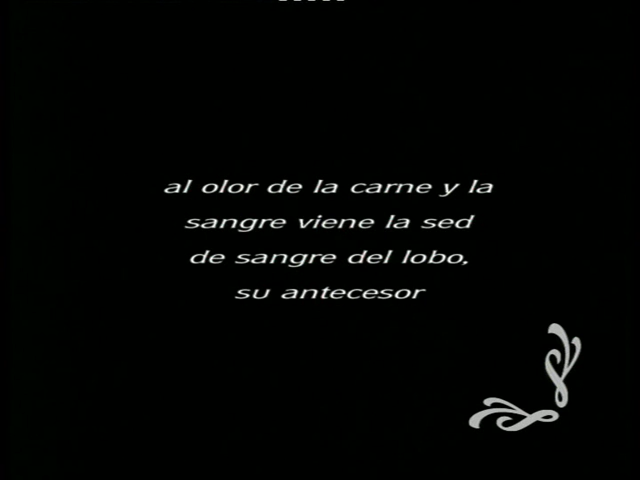 al olor de la carne y la
sangre viene la sed
de sangre del lobo,
su antecesor